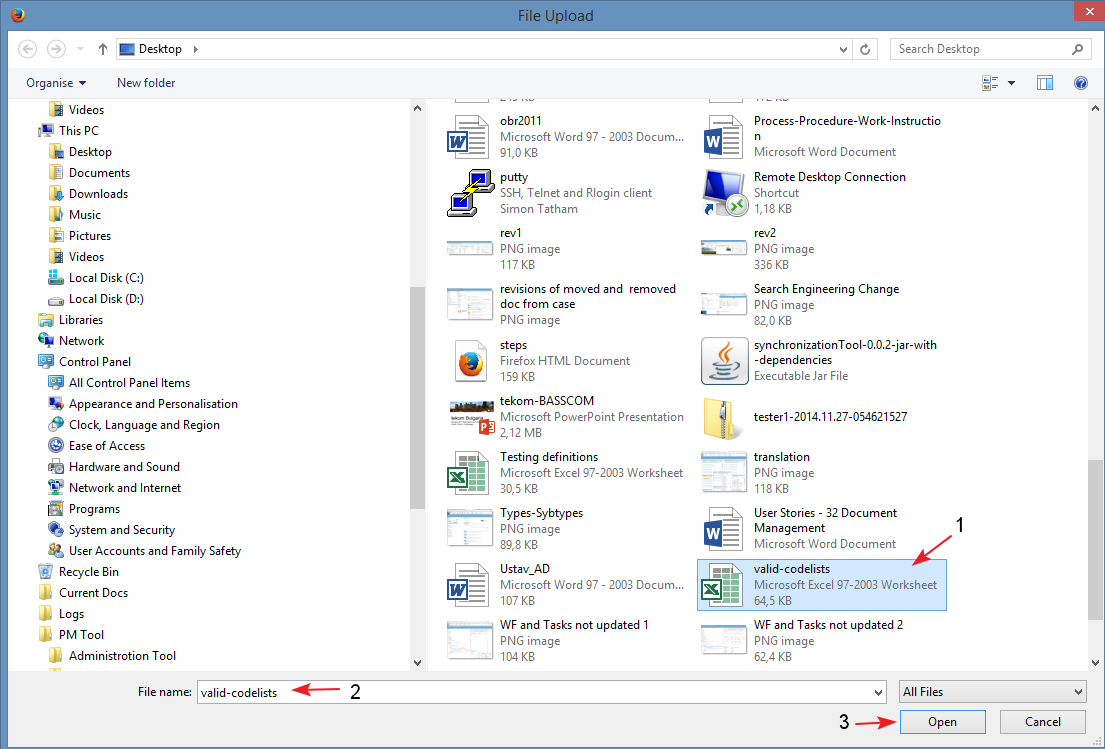 File Upload
Desktop
Search Desktop
Organise
New folder
Videos
This PC
Desktop
Documents
Downloads
Music
Pictures
Videos
Local Disk (C:)
Local Disk (D:)
Libraries
Network
Control Panel
All Control Panel Items
Appearance and Personalisation
Clock, Language and Region
Ease of Access
Hardware and Sound
Network and Internet
Programs
System and Security
User Accounts and Family Safety
Recycle Bin
Current Docs
Logs
PM Tool
Administrotion Tool
obr2011
Microsoft Word 97 - 2003 Docum...
91,0 KB
Process-Procedure-Work-Instructio
n
Microsoft Word Document
putty
SSH, Telnet and Rlogin client
Simon Tatham
Remote Desktop Connection
Shortcut
1,18 KB
rev1
PNG image
117 KB
rev2
PNG image
336 KB
revisions of moved and removed
doc from case
PNG image
Search Engineering Change
PNG image
82,0 KB
steps
Firefox HTML Document
159 KB
synchronizationTool-0.0.2-jar-with
-dependencies
Executable Jar File
tekom-BASSCOM
Microsoft PowerPoint Presentation
2,12 MB
tester1-2014.11.27-054621527
Testing definitions
Microsoft Excel 97-2003 Worksheet
30,5 KB
translation
PNG image
118 KB
Types-Sybtypes
PNG image
89,8 KB
User Stories - 32 Document
Management
Microsoft Word Document
1
Ustav_AD
Microsoft Word 97 - 2003 Docum...
107 KB
valid-codelists
Microsoft Excel 97-2003 Worksheet
64,5 KB
WF and Tasks not updated 1
PNG image
104 KB
WF and Tasks not updated 2
PNG image
62,4 KB
File name:
valid-codelists
2
All Files
3
Open
Cancel